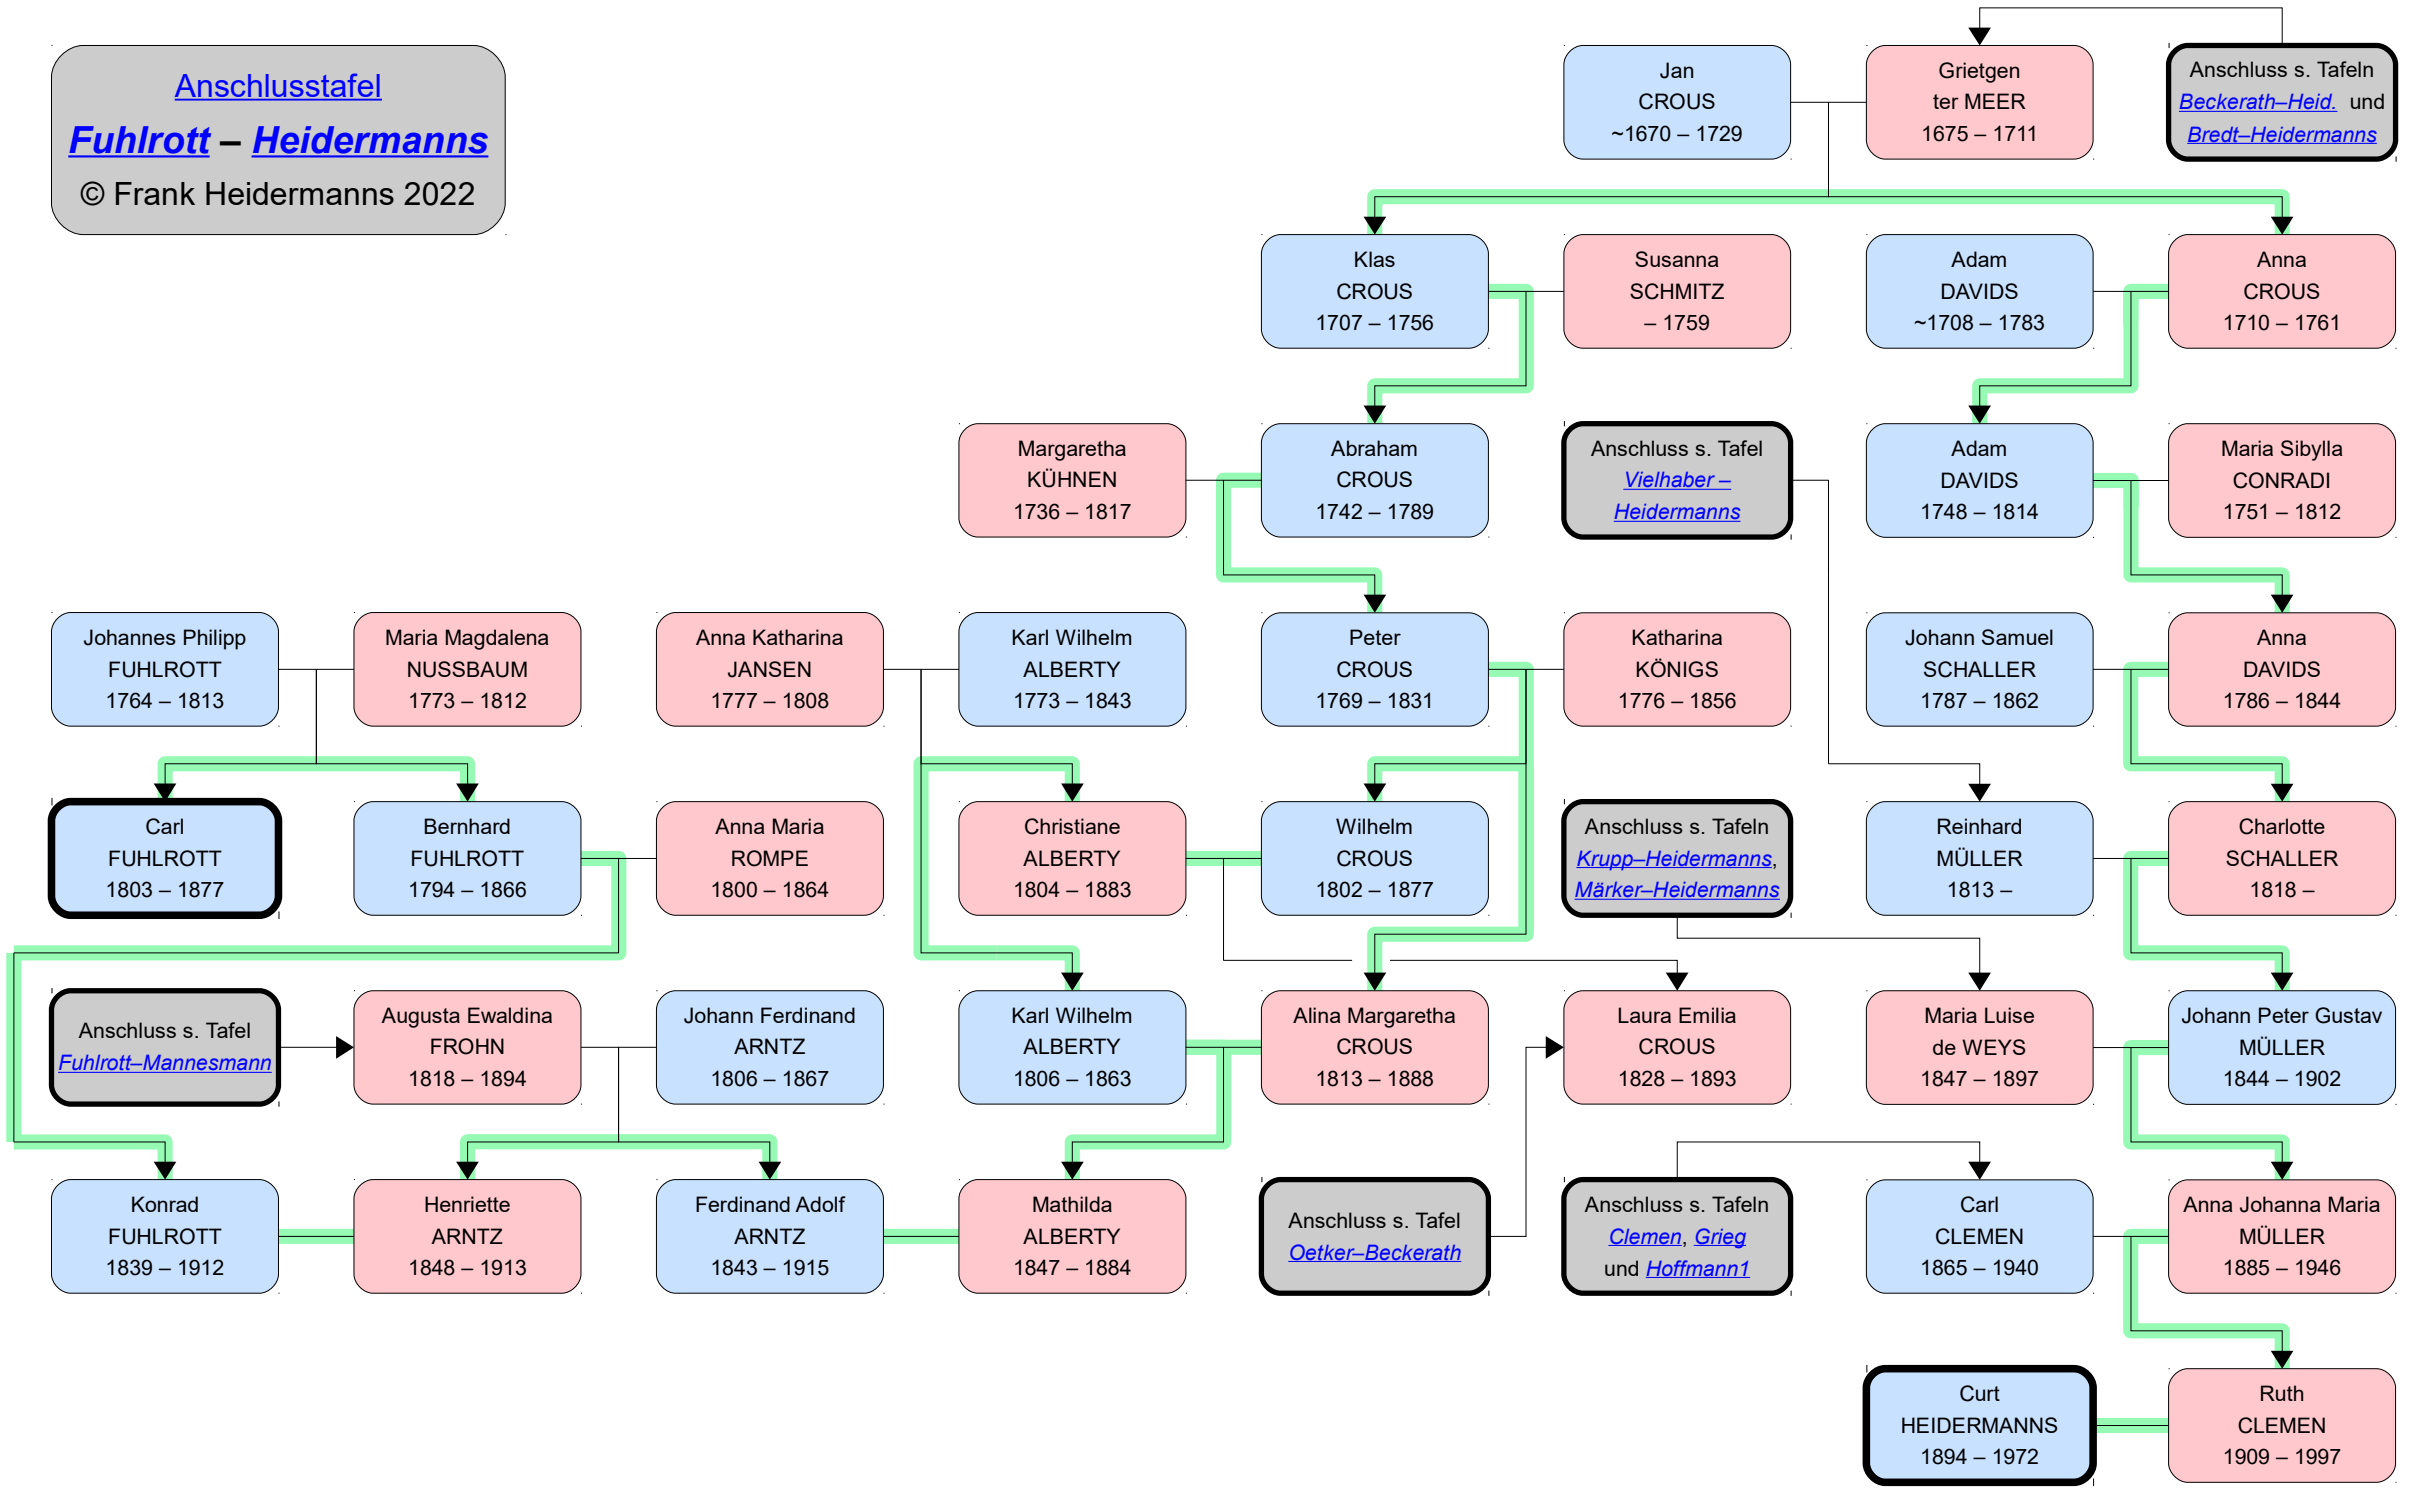 Anschlusstafel
Fuhlrott – Heidermanns
© Frank Heidermanns 2022
Jan
CROUS
~1670 – 1729
Grietgen
ter MEER
1675 – 1711
Anschluss s. Tafeln
Beckerath–Heid. und
Bredt–Heidermanns
Klas
CROUS
1707 – 1756
Susanna
SCHMITZ
– 1759
Adam
DAVIDS
~1708 – 1783
Anna
CROUS
1710 – 1761
Margaretha
KÜHNEN
1736 – 1817
Abraham
CROUS
1742 – 1789
Anschluss s. Tafel
Vielhaber –
Heidermanns
Adam
DAVIDS
1748 – 1814
Maria Sibylla
CONRADI
1751 – 1812
Johannes Philipp
FUHLROTT
1764 – 1813
Maria Magdalena
NUSSBAUM
1773 – 1812
Anna Katharina
JANSEN
1777 – 1808
Karl Wilhelm
ALBERTY
1773 – 1843
Peter
CROUS
1769 – 1831
Katharina
KÖNIGS
1776 – 1856
Johann Samuel
SCHALLER
1787 – 1862
Anna
DAVIDS
1786 – 1844
Carl
FUHLROTT
1803 – 1877
Bernhard
FUHLROTT
1794 – 1866
Anna Maria
ROMPE
1800 – 1864
Christiane
ALBERTY
1804 – 1883
Wilhelm
CROUS
1802 – 1877
Anschluss s. Tafeln
Krupp–Heidermanns,
Märker–Heidermanns
Reinhard
MÜLLER
1813 –
Charlotte
SCHALLER
1818 –
Anschluss s. Tafel
Fuhlrott–Mannesmann
Augusta Ewaldina
FROHN
1818 – 1894
Johann Ferdinand
ARNTZ
1806 – 1867
Karl Wilhelm
ALBERTY
1806 – 1863
Alina Margaretha
CROUS
1813 – 1888
Laura Emilia
CROUS
1828 – 1893
Maria Luise
de WEYS
1847 – 1897
Johann Peter Gustav
MÜLLER
1844 – 1902
Konrad
FUHLROTT
1839 – 1912
Henriette
ARNTZ
1848 – 1913
Ferdinand Adolf
ARNTZ
1843 – 1915
Mathilda
ALBERTY
1847 – 1884
Anschluss s. Tafel
Oetker–Beckerath
Anschluss s. Tafeln
Clemen, Grieg
und Hoffmann1
Carl
CLEMEN
1865 – 1940
Anna Johanna Maria
MÜLLER
1885 – 1946
Curt
HEIDERMANNS
1894 – 1972
Ruth
CLEMEN
1909 – 1997